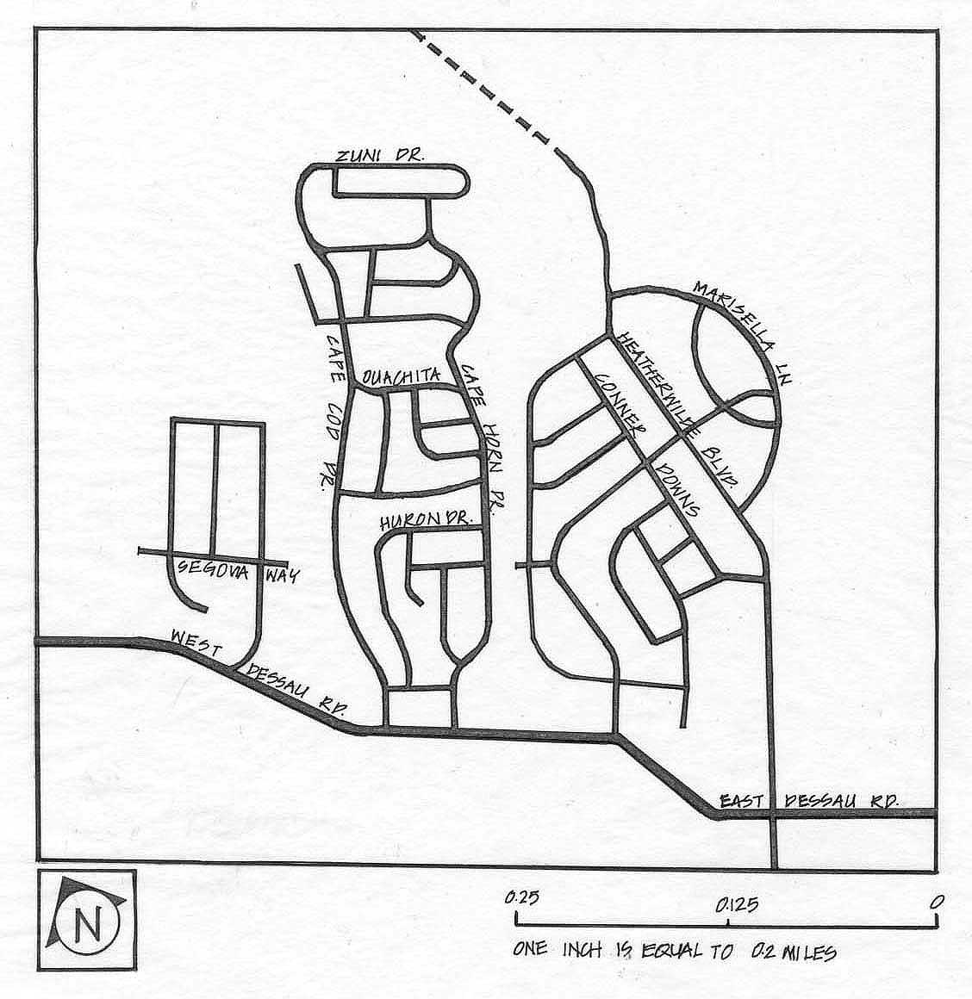 ZUNI DR.
MARISELLA LN
CAPE COD DR.
OUACHITA
CAPE HORN DR.
HEATHERWILDE BLVD.
CONNER DOWNS
HURON DR.
SEGOVIA WAY
WEST DESSAU RD.
EAST DESSAU RD.
N
0.25 0.125 0
ONE INCH IS EQUAL TO 0.2 MILES